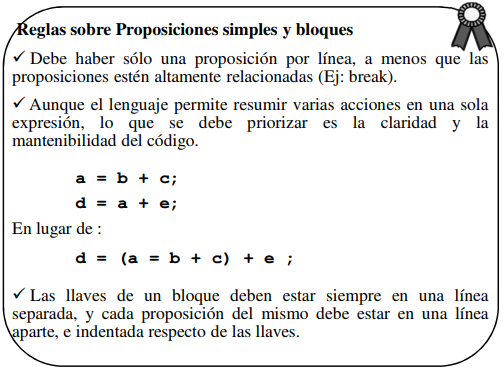 Reglas sobre Proposiciones simples y bloques
✓ Debe haber sólo una proposición por línea, a menos que las
proposiciones estén altamente relacionadas (Ej: break).
✓ Aunque el lenguaje permite resumir varias acciones en una sola
expresión, lo que se debe priorizar es la claridad y la
mantenibilidad del código.
a = b + c;
d = a + e;
En lugar de :
d = (a = b + c) + e ;
✓ Las llaves de un bloque deben estar siempre en una línea
separada, y cada proposición del mismo debe estar en una línea
aparte, e indentada respecto de las llaves.